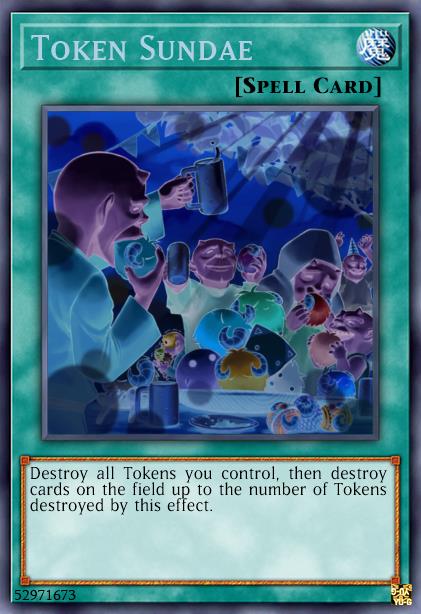 Token Sundae
魔
[Spell Card]
Destroy all Tokens you control, then destroy
cards on the field up to the number of Tokens
destroyed by this effect.
52971673